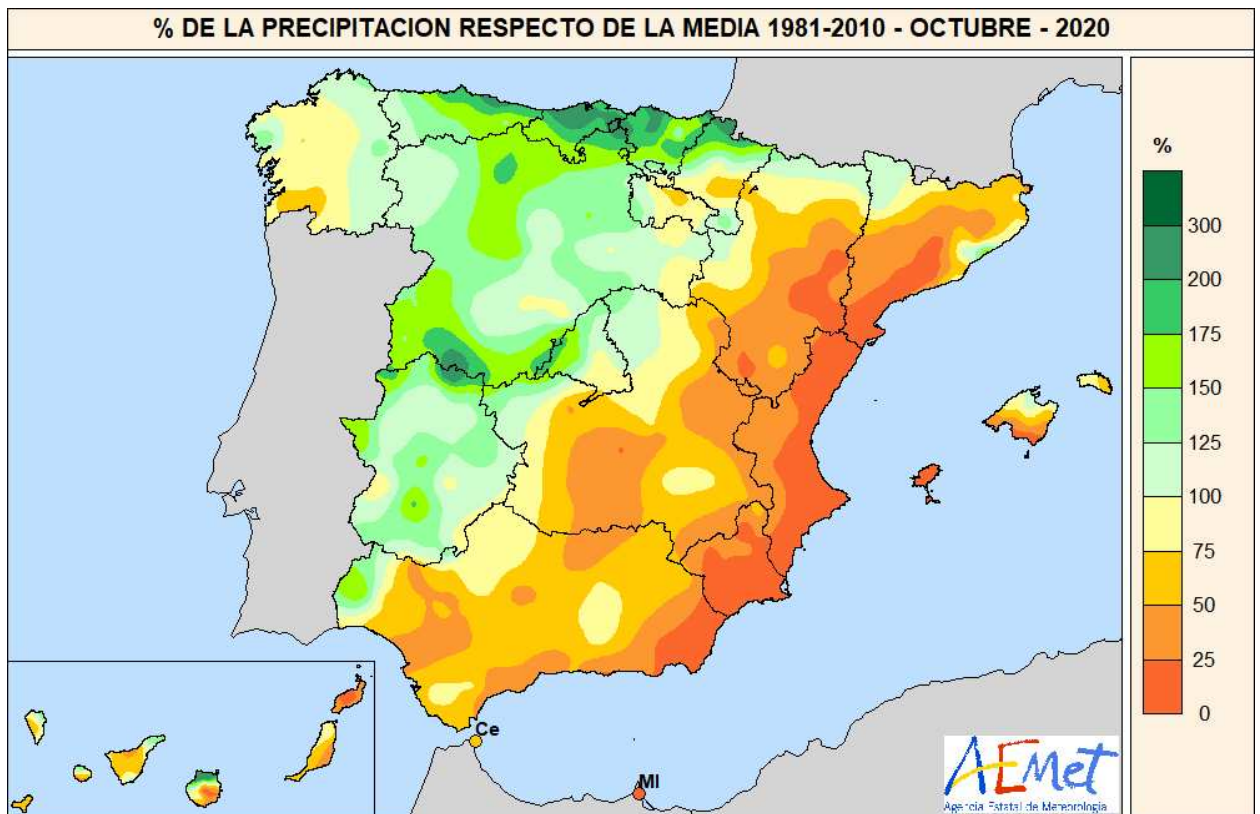 % DE LA PRECIPITACION RESPECTO DE LA MEDIA 1981-2010 - OCTUBRE - 2020
%
300
200
175
150
125
100
75
50
25
0
Ce
Ml
AEMet
Agencia Estatal de Meteorología